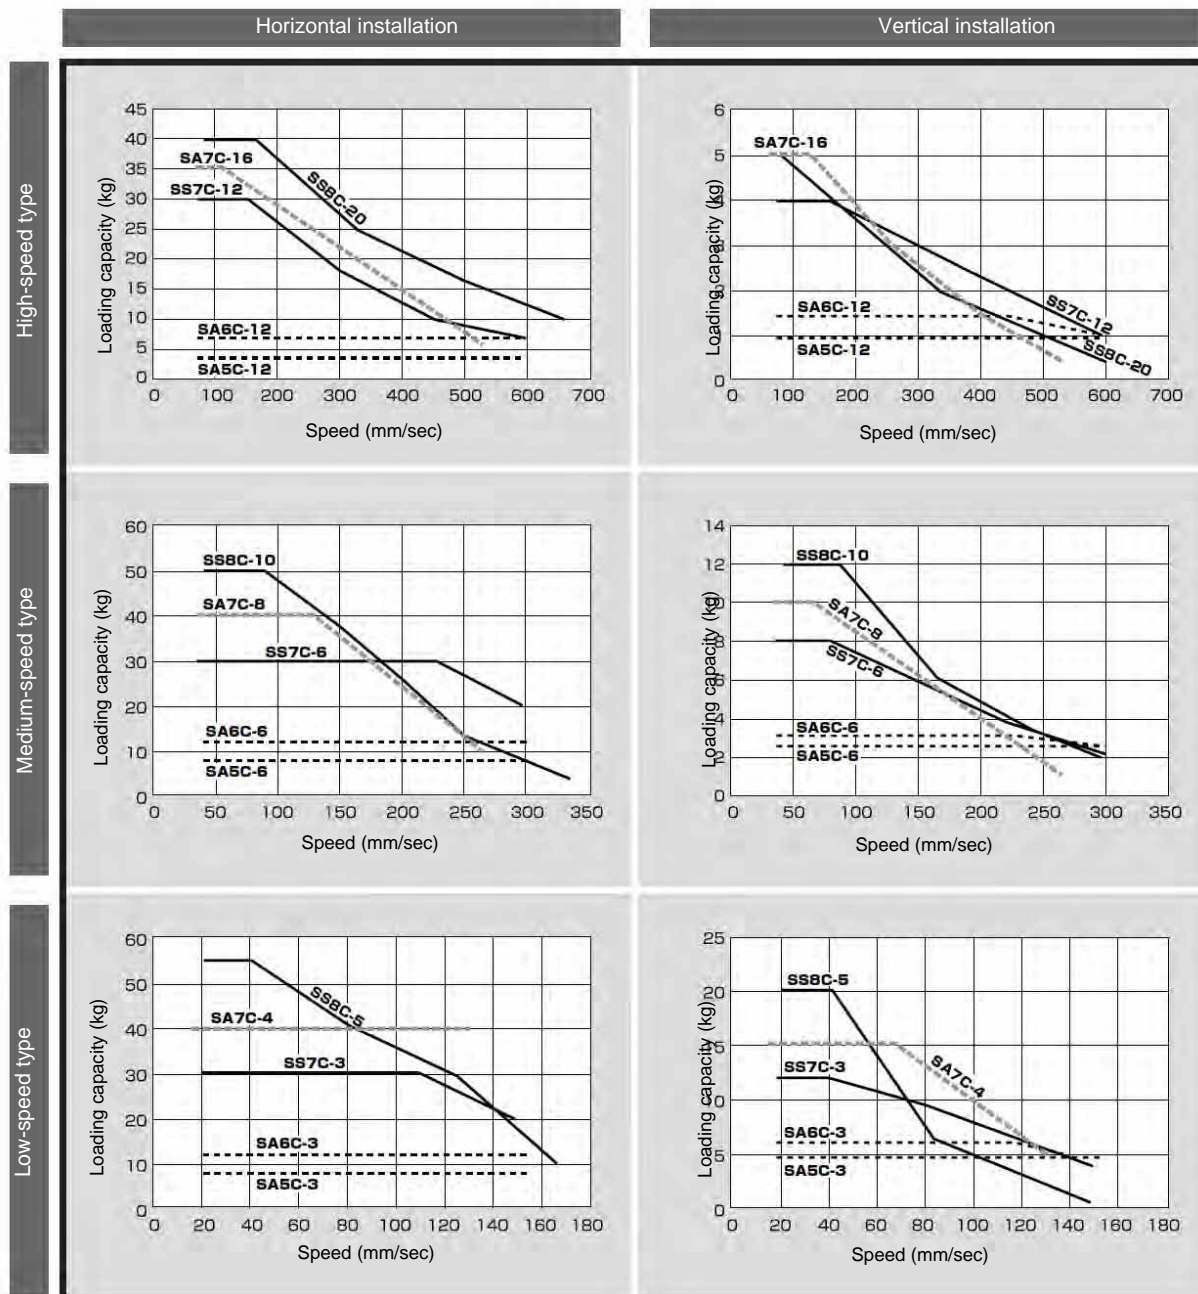 Horizontal installation
Vertical installation
High-speed type
45
40
35
30
25
20
15
10
5
0
SA7C-16
SS7C-12
SS8C-20
SA6C-12
SA5C-12
Loading capacity (kg)
0 100 200 300 400 500 600 700
Speed (mm/sec)
6
5
4
3
2
1
0
SA7C-16
SA6C-12
SA5C-12
SS7C-12
SS8C-20
Loading capacity (kg)
0 100 200 300 400 500 600 700
Speed (mm/sec)
Medium-speed type
60
50
40
30
20
10
0
SS8C-10
SA7C-8
SS7C-6
SA6C-6
SA5C-6
Loading capacity (kg)
0 50 100 150 200 250 300 350
Speed (mm/sec)
14
12
10
8
6
4
2
0
SS8C-10
SA7C-8
SS7C-6
SA6C-6
SA5C-6
Loading capacity (kg)
0 50 100 150 200 250 300 350
Speed (mm/sec)
Low-speed type
60
50
40
30
20
10
0
SS8C-5
SA7C-4
SS7C-3
SA6C-3
SA5C-3
Loading capacity (kg)
0 20 40 60 80 100 120 140 160 180
Speed (mm/sec)
25
20
15
10
5
0
SS8C-5
SS7C-3
SA7C-4
SA6C-3
SA5C-3
Loading capacity (kg)
0 20 40 60 80 100 120 140 160 180
Speed (mm/sec)